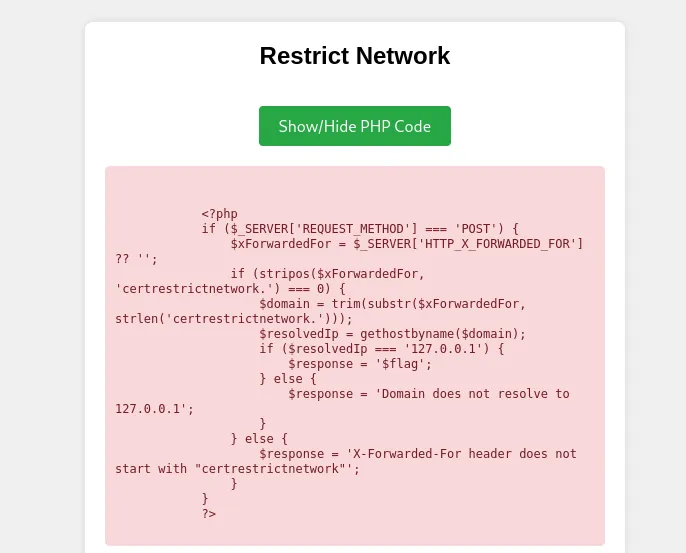 Restrict Network
Show/Hide PHP Code
<?php
if ($_SERVER['REQUEST_METHOD'] === 'POST') {
$xForwardedFor = $_SERVER['HTTP_X_FORWARDED_FOR']
?? '';
if (stripos($xForwardedFor,
'certrestrictnetwork.') === 0) {
$domain = trim(substr($xForwardedFor,
strlen('certrestrictnetwork.')));
$resolvedIp = gethostbyname($domain);
if ($resolvedIp === '127.0.0.1') {
$response = '$flag';
} else {
$response = 'Domain does not resolve to
127.0.0.1';
}
} else {
$response = 'X-Forwarded-For header does not
start with "certrestrictnetwork"';
}
}
?>